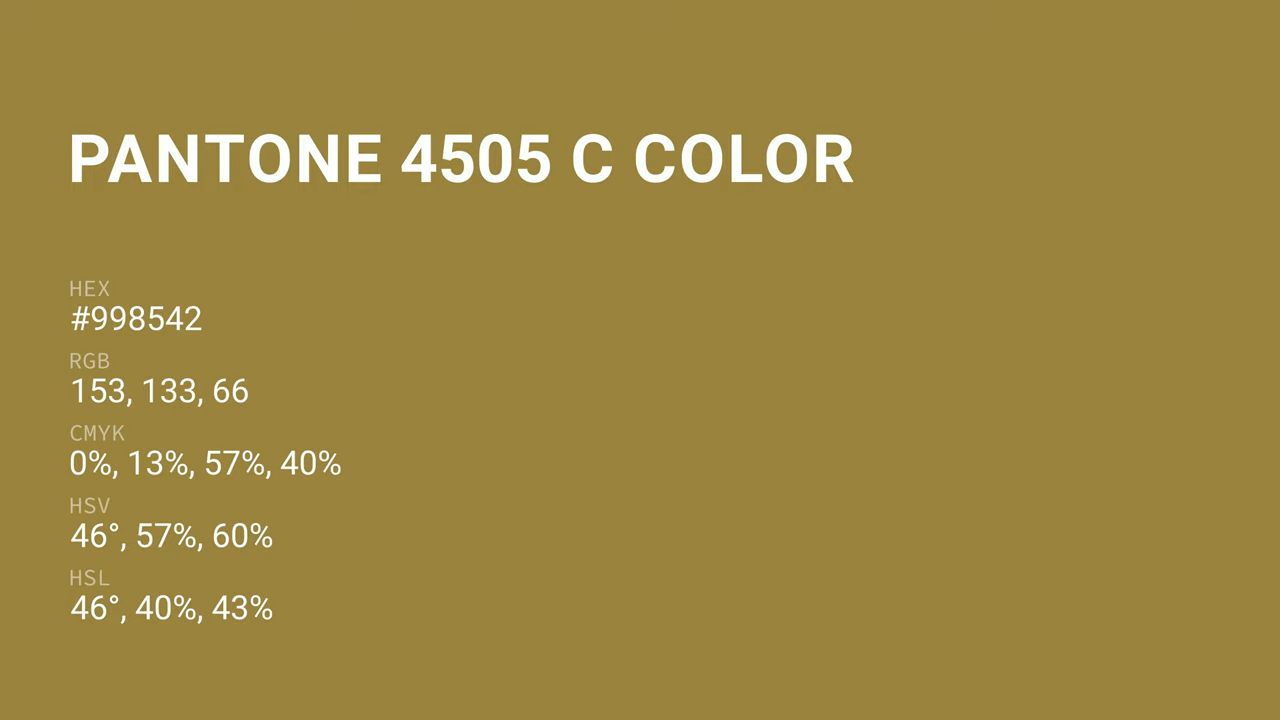 PANTONE 4505 C COLOR
HEX
#998542
RGB
153, 133, 66
CMYK
0%, 13%, 57%, 40%
HSV
46°, 57%, 60%
HSL
46°, 40%, 43%